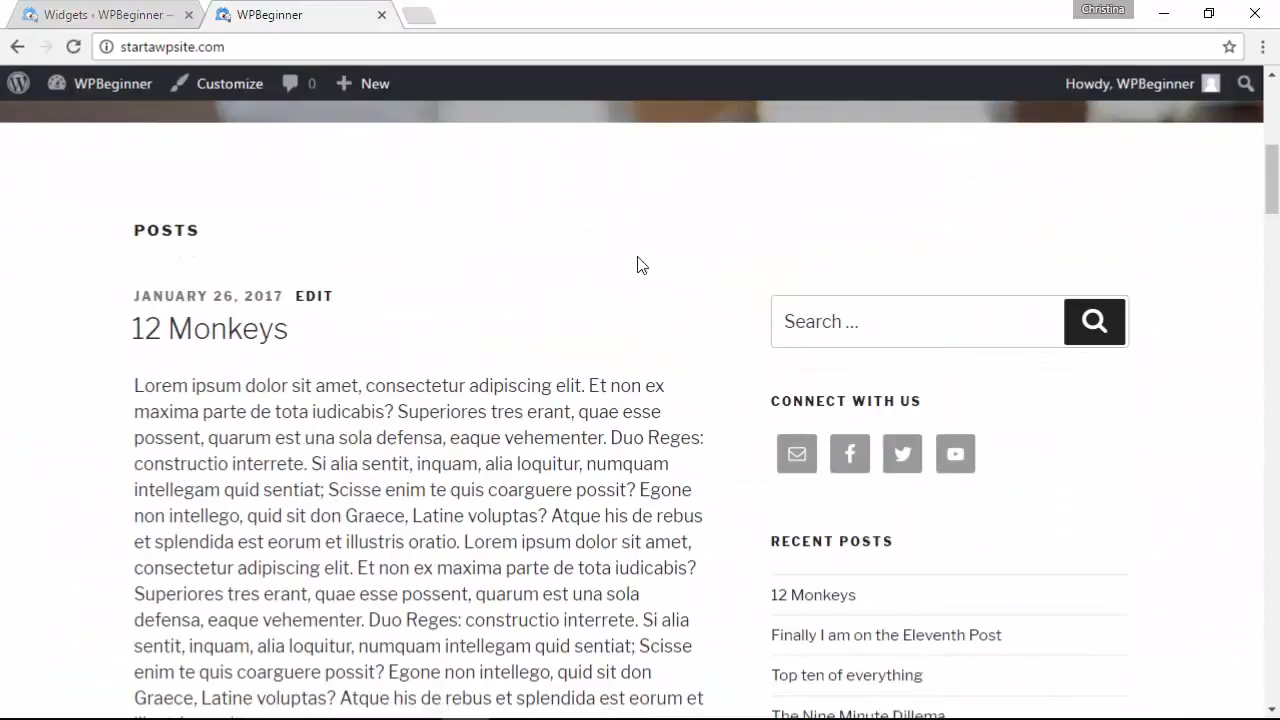 Widgets ‹ WPBeginner —
WPBeginner
Christina
startawpsite.com
WPBeginner
Customize
0
New
Howdy, WPBeginner
POSTS
JANUARY 26, 2017 EDIT
12 Monkeys
Lorem ipsum dolor sit amet, consectetur adipiscing elit. Et non ex
maxima parte de tota iudicabis? Superiores tres erant, quae esse
possent, quarum est una sola defensa, eaque vehementer. Duo Reges:
constructio interrete. Si alia sentit, inquam, alia loquitur, numquam
intellegam quid sentiat; Scisse enim te quis coarguere possit? Egone
non intellego, quid sit don Graece, Latine voluptas? Atque his de rebus
et splendida est eorum et illustris oratio. Lorem ipsum dolor sit amet,
consectetur adipiscing elit. Et non ex maxima parte de tota iudicabis?
Superiores tres erant, quae esse possent, quarum est una sola
defensa, eaque vehementer. Duo Reges: constructio interrete. Si alia
sentit, inquam, alia loquitur, numquam intellegam quid sentiat; Scisse
enim te quis coarguere possit? Egone non intellego, quid sit don
Graece, Latine voluptas? Atque his de rebus et splendida est eorum et
Search …
CONNECT WITH US
RECENT POSTS
12 Monkeys
Finally I am on the Eleventh Post
Top ten of everything
The Nine Minute Dillema